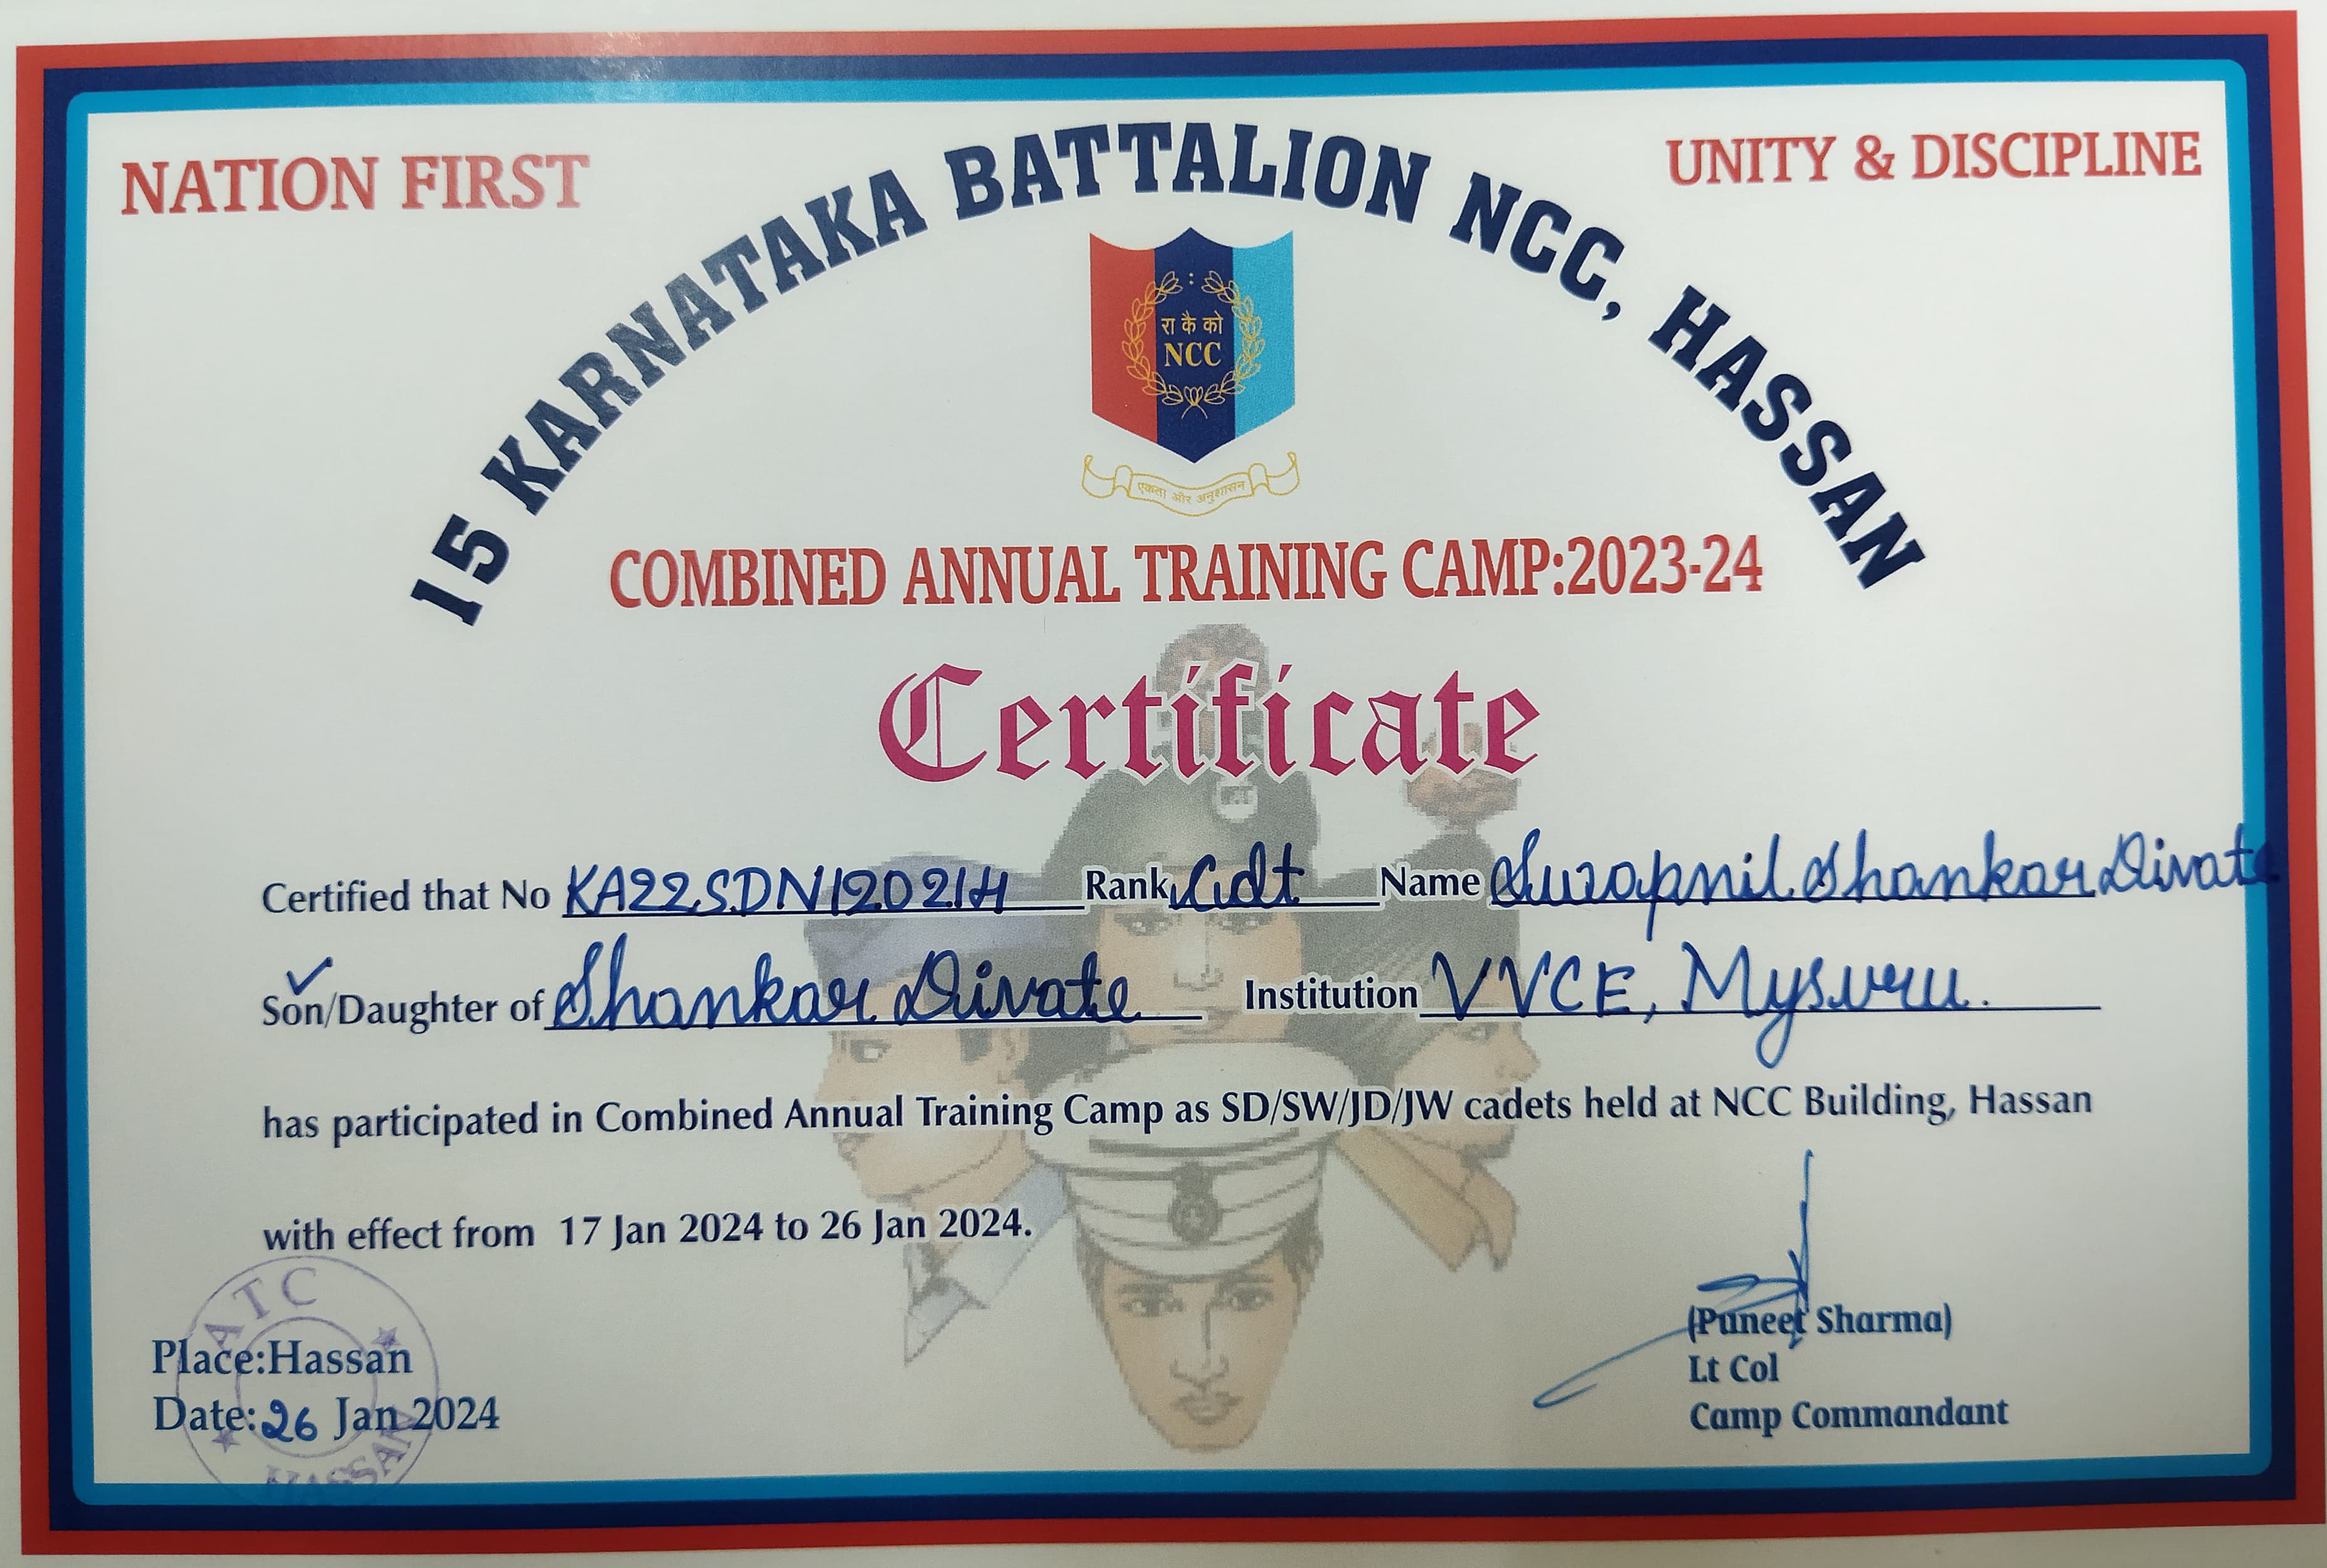 NATION FIRST
UNITY & DISCIPLINE
15 KARNATAKA BATTALION NCC, HASSAN
रा कै को
NCC
एकता और अनुशासन
COMBINED ANNUAL TRAINING CAMP:2023-24
Certificate
Certified that No KA22SDN120214 Rank Cdt Name Swapnil Shankar Divate
Son/Daughter of Shankar Divate Institution VVCE, Mysuru.
has participated in Combined Annual Training Camp as SD/SW/JD/JW cadets held at NCC Building, Hassan
with effect from 17 Jan 2024 to 26 Jan 2024.
ATC
HASSAN
Place:Hassan
Date:26 Jan 2024
(Puneet Sharma)
Lt Col
Camp Commandant